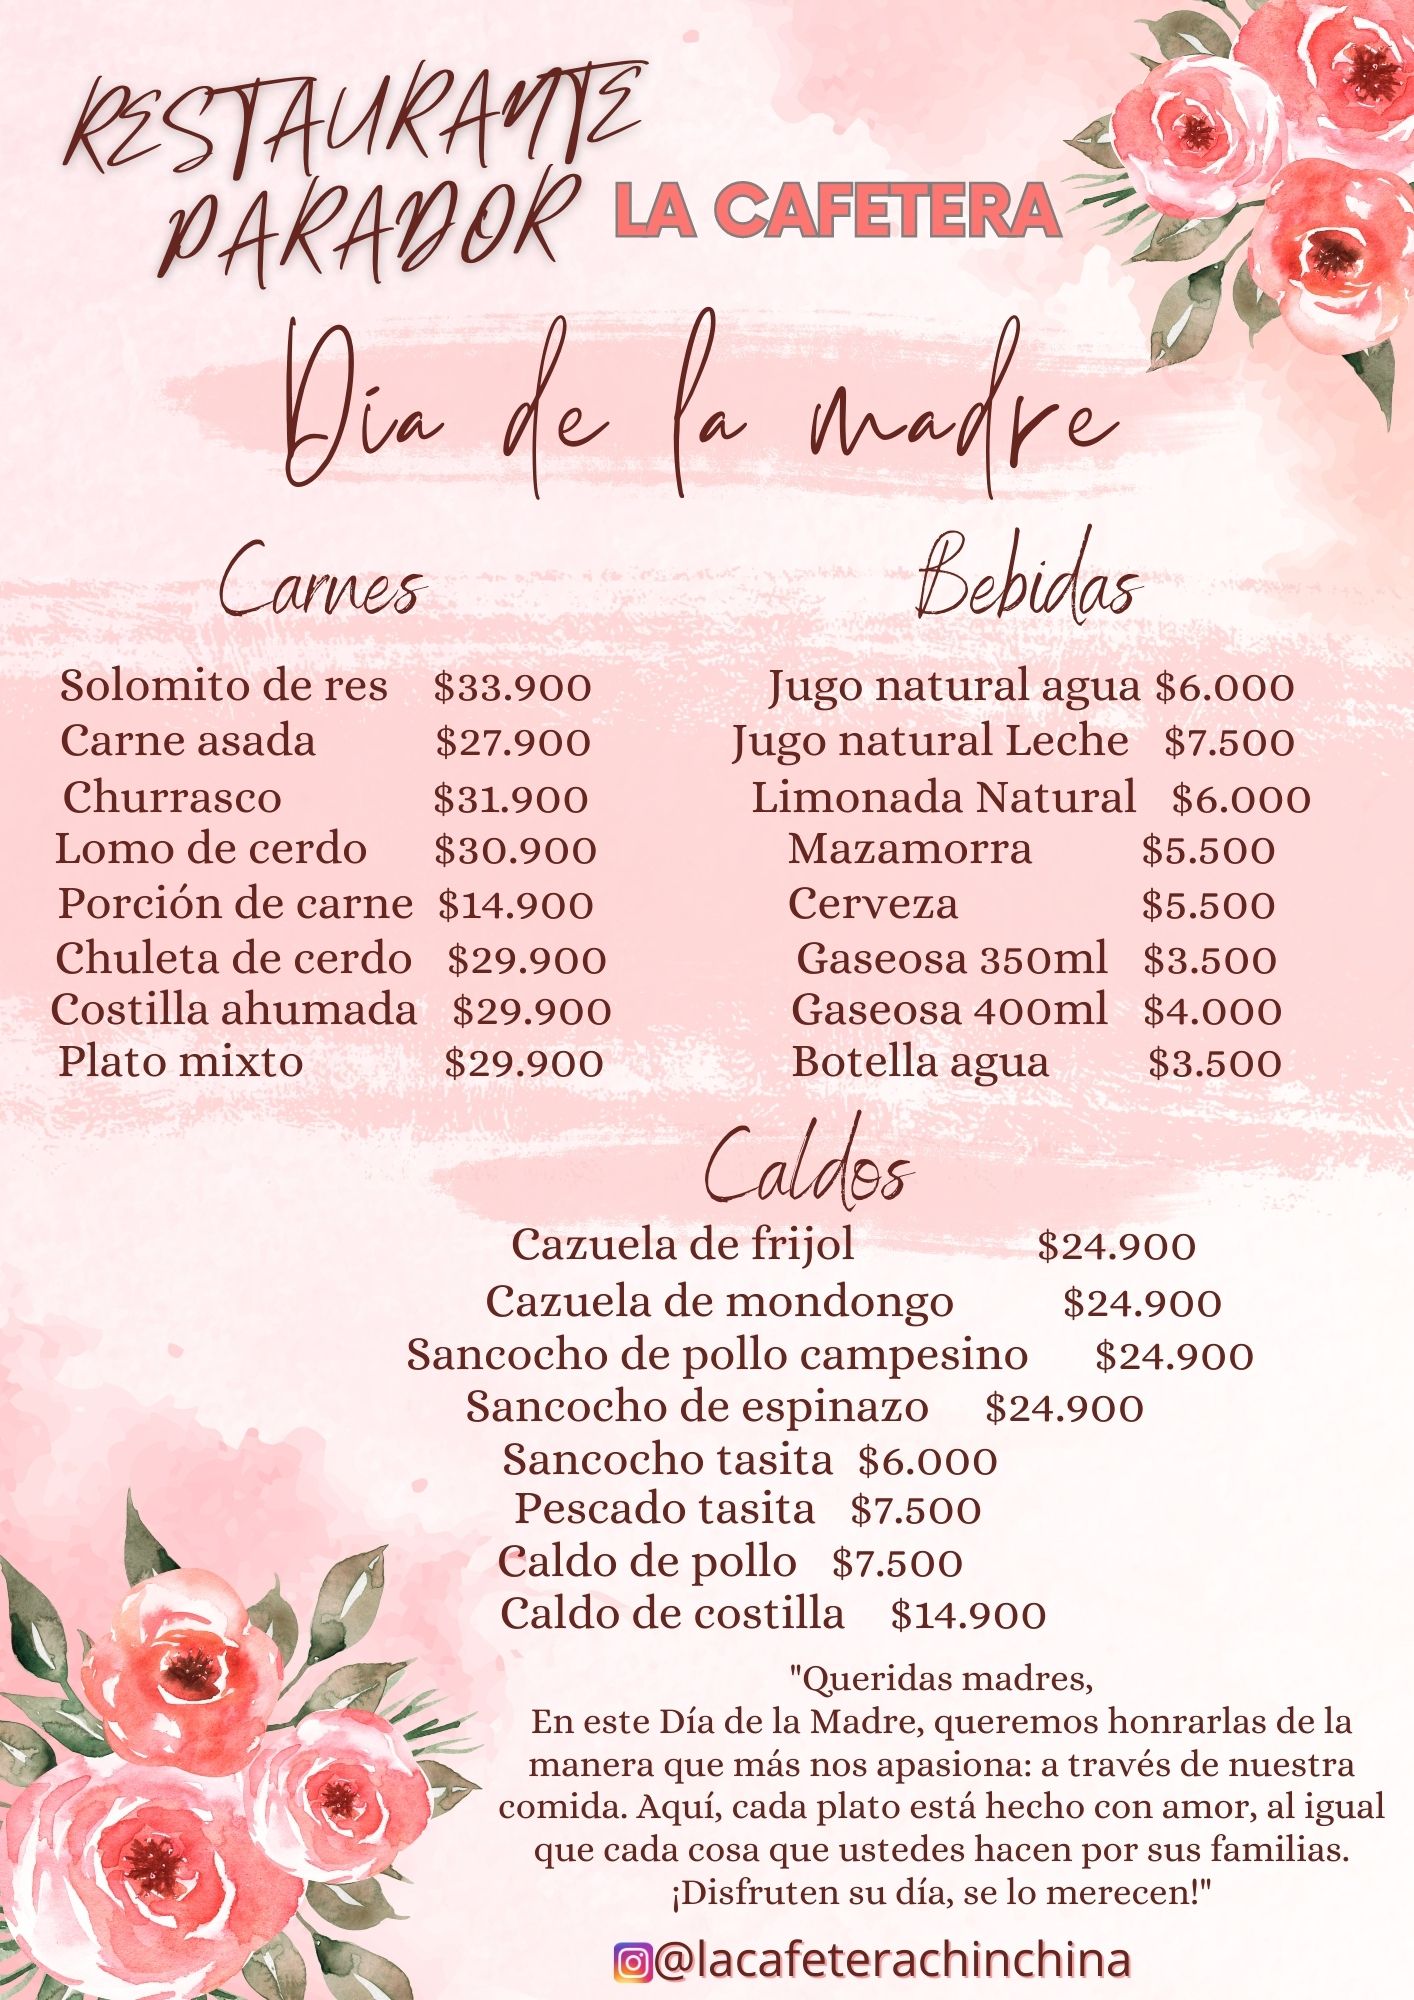 RESTAURANTE
PARADOR LA CAFETERA
Día de la madre
Carnes
Solomito de res $33.900
Carne asada $27.900
Churrasco $31.900
Lomo de cerdo $30.900
Porción de carne $14.900
Chuleta de cerdo $29.900
Costilla ahumada $29.900
Plato mixto $29.900
Bebidas
Jugo natural agua $6.000
Jugo natural Leche $7.500
Limonada Natural $6.000
Mazamorra $5.500
Cerveza $5.500
Gaseosa 350ml $3.500
Gaseosa 400ml $4.000
Botella agua $3.500
Caldos
Cazuela de frijol $24.900
Cazuela de mondongo $24.900
Sancocho de pollo campesino $24.900
Sancocho de espinazo $24.900
Sancocho tasita $6.000
Pescado tasita $7.500
Caldo de pollo $7.500
Caldo de costilla $14.900
"Queridas madres,
En este Día de la Madre, queremos honrarlas de la
manera que más nos apasiona: a través de nuestra
comida. Aquí, cada plato está hecho con amor, al igual
que cada cosa que ustedes hacen por sus familias.
¡Disfruten su día, se lo merecen!"
@lacafeterachinchina